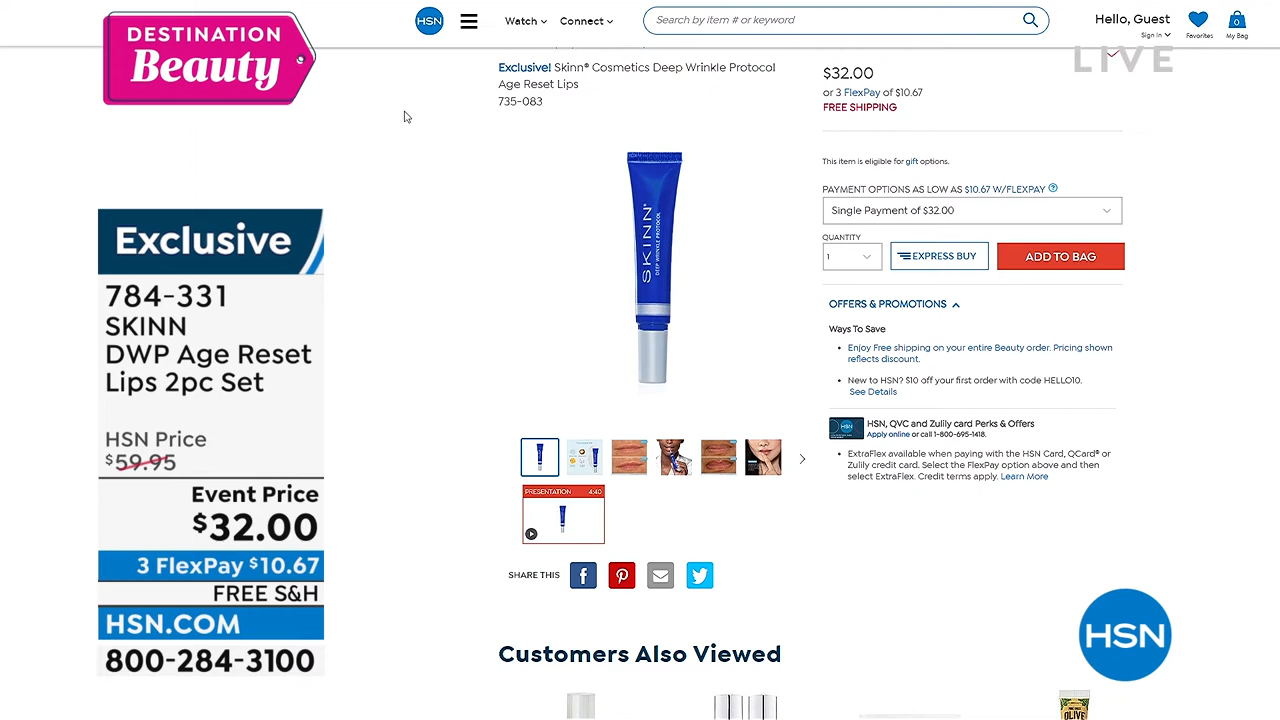 DESTINATION
Beauty
HSN
Watch
Connect
Search by item # or keyword
Hello, Guest
Sign In
Favorites
0
My Bag
LIVE
Exclusive! Skinn® Cosmetics Deep Wrinkle Protocol
Age Reset Lips
735-083
$32.00
or 3 FlexPay of $10.67
FREE SHIPPING
This item is eligible for gift options.
PAYMENT OPTIONS AS LOW AS $10.67 W/FLEXPAY ?
Single Payment of $32.00
QUANTITY
1
EXPRESS BUY
ADD TO BAG
OFFERS & PROMOTIONS
Ways To Save
• Enjoy Free shipping on your entire Beauty order. Pricing shown
reflects discount.
• New to HSN? $10 off your first order with code HELLO10.
See Details
HSN
HSN, QVC and Zulily card Perks & Offers
Apply online or call 1-800-695-1418.
• ExtraFlex available when paying with the HSN Card, QCard® or
Zulily credit card. Select the FlexPay option above and then
select ExtraFlex. Credit terms apply. Learn More
SKINN®
DEEP WRINKLE PROTOCOL
PRESENTATION 4:40
SHARE THIS
Customers Also Viewed
OLIVE
Exclusive
784-331
SKINN
DWP Age Reset
Lips 2pc Set
HSN Price
$59.95
Event Price
$32.00
3 FlexPay $10.67
FREE S&H
HSN.COM
800-284-3100
HSN